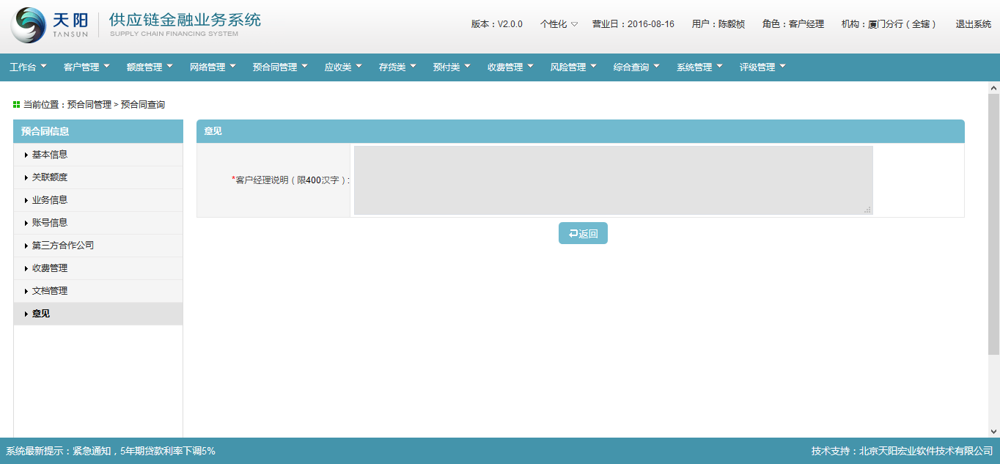 天阳
TANSUN
供应链金融业务系统
SUPPLY CHAIN FINANCING SYSTEM
版本：V2.0.0 个性化 营业日：2016-08-16 用户：陈毅桢 角色：客户经理 机构：厦门分行（全辖） 退出系统
工作台 客户管理 额度管理 网络管理 预合同管理 应收类 存货类 预付类 收费管理 风险管理 综合查询 系统管理 评级管理
当前位置：预合同管理 > 预合同查询
预合同信息
基本信息
关联额度
业务信息
账号信息
第三方合作公司
收费管理
文档管理
意见
意见
*客户经理说明（限400汉字）:
返回
系统最新提示：紧急通知，5年期贷款利率下调5%
技术支持：北京天阳宏业软件技术有限公司